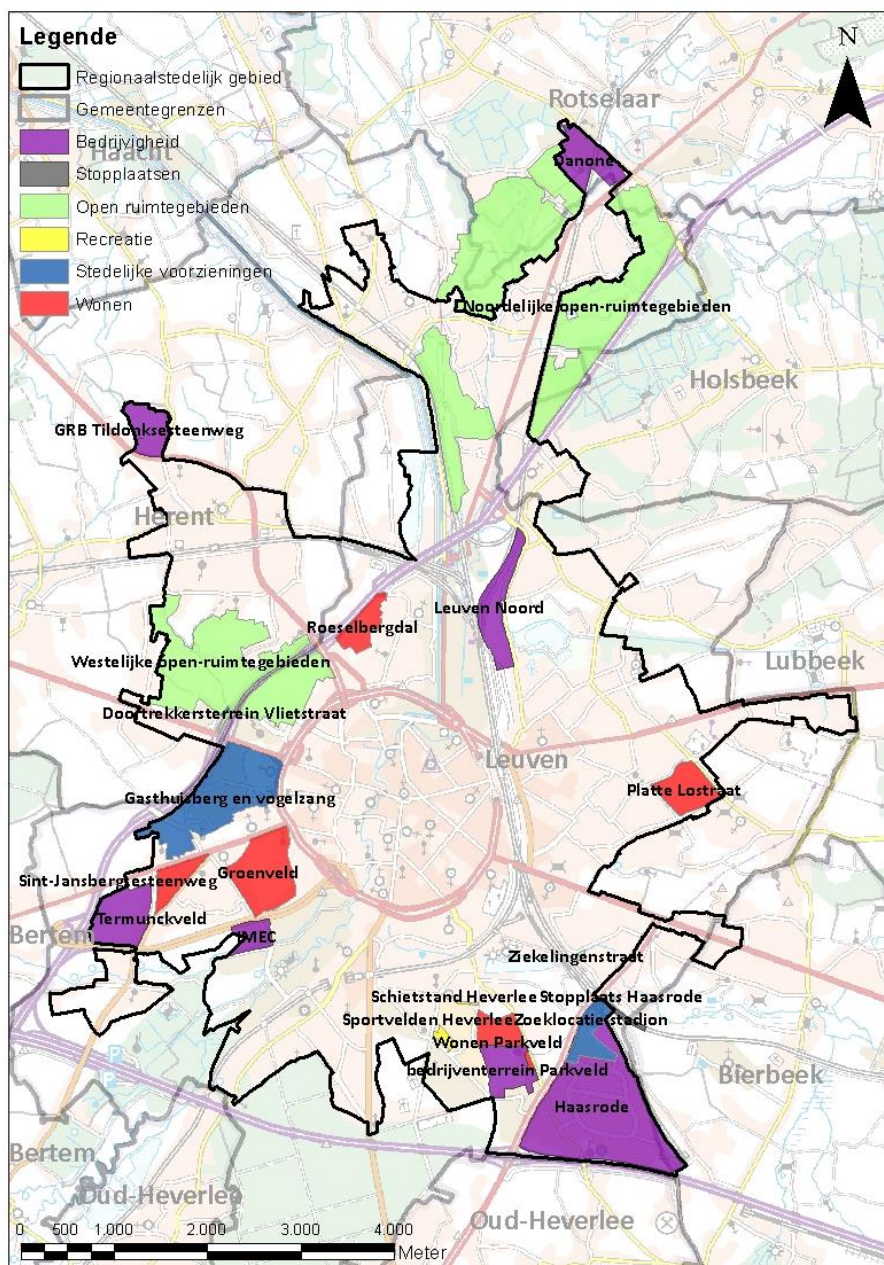 Legende
Regionaalstedelijk gebied
Gemeentegrenzen
Bedrijvigheid
Stopplaatsen
Open ruimtegebieden
Recreatie
Stedelijke voorzieningen
Wonen
N
Rotselaar
Haacht
Danone
Noordelijke open-ruimtegebieden
Holsbeek
GRB Tildonksesteenweg
Herent
Leuven Noord
Roeselbergdal
Westelijke open-ruimtegebieden
Lubbeek
Doortrekkersterrein Vlietstraat
Leuven
Gasthuisberg en vogelzang
Platte Lostraat
Sint-Jansbergsesteenweg
Groenveld
Termunckveld
Bertem
IMEC
Ziekelingenstraat
Schietstand Heverlee
Stopplaats Haasrode
Sportvelden Heverlee
Zoeklocatie stadion
Wonen Parkveld
bedrijventerrein Parkveld
Bierbeek
Haasrode
Bertem
Oud-Heverlee
Oud-Heverlee
0 500 1000 2.000 3.000 4.000
Meter